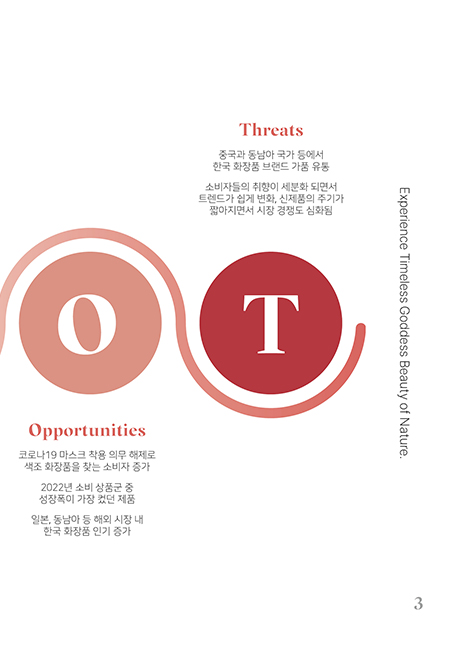 Threats
중국과 동남아 국가 등에서
한국 화장품 브랜드 가품 유통
소비자들의 취향이 세분화 되면서
트렌드가 쉽게 변화, 신제품의 주기가
짧아지면서 시장 경쟁도 심화됨
Experience Timeless Goddess Beauty of Nature.
O
T
Opportunities
코로나19 마스크 착용 의무 해제로
색조 화장품을 찾는 소비자 증가
2022년 소비 상품군 중
성장폭이 가장 컸던 제품
일본, 동남아 등 해외 시장 내
한국 화장품 인기 증가
3